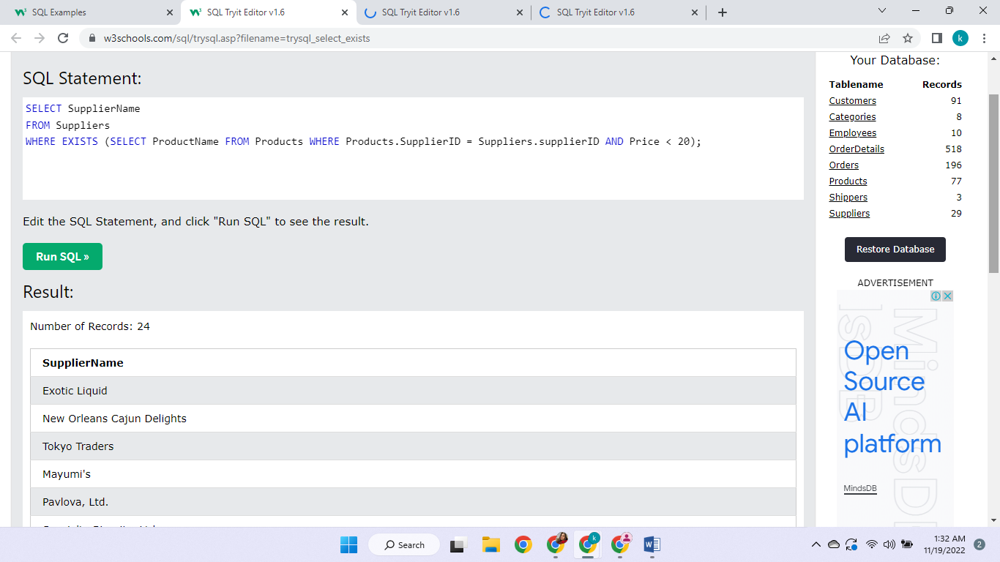 SQL Examples
SQL Tryit Editor v1.6
SQL Tryit Editor v1.6
SQL Tryit Editor v1.6
w3schools.com/sql/trysql.asp?filename=trysql_select_exists
k
SQL Statement:
SELECT SupplierName
FROM Suppliers
WHERE EXISTS (SELECT ProductName FROM Products WHERE Products.SupplierID = Suppliers.supplierID AND Price < 20);
Edit the SQL Statement, and click "Run SQL" to see the result.
Run SQL »
Result:
Number of Records: 24
SupplierName
Exotic Liquid
New Orleans Cajun Delights
Tokyo Traders
Mayumi's
Pavlova, Ltd.
Your Database:
Tablename Records
Customers 91
Categories 8
Employees 10
OrderDetails 518
Orders 196
Products 77
Shippers 3
Suppliers 29
Restore Database
ADVERTISEMENT
Open
Source
AI
platform
MindsDB
Search
k
1:32 AM
11/19/2022
2